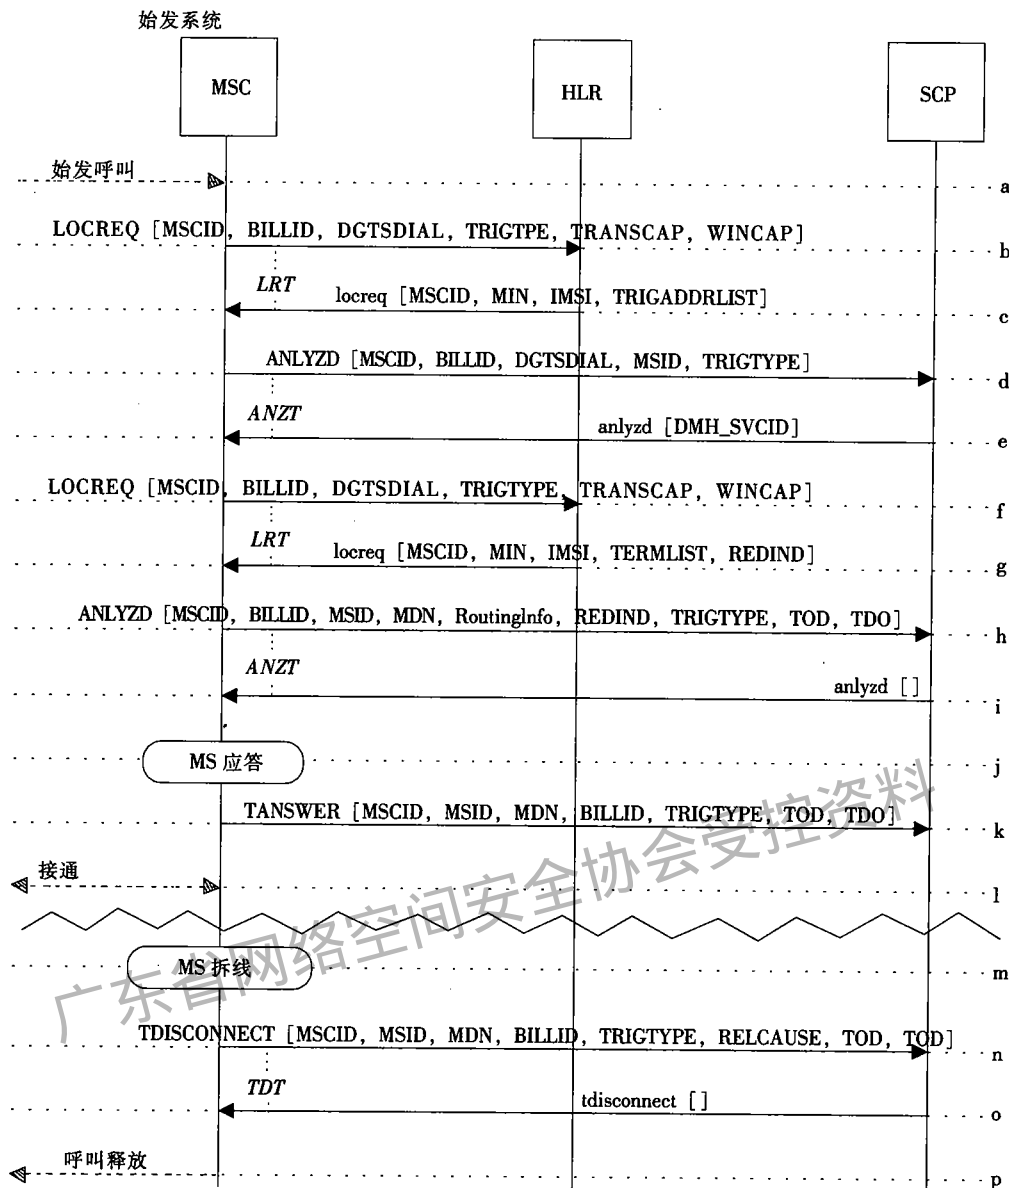 始发系统
MSC
HLR
SCP
始发呼叫
a
LOCREQ [MSCID, BILLID, DGTSDIAL, TRIGTPE, TRANSCAP, WINCAP]
b
LRT
locreq [MSCID, MIN, IMSI, TRIGADDRLIST]
c
ANLYZD [MSCID, BILLID, DGTSDIAL, MSID, TRIGTYPE]
d
ANZT
anlyzd [DMH_SVCID]
e
LOCREQ [MSCID, BILLID, DGTSDIAL, TRIGTYPE, TRANSCAP, WINCAP]
f
LRT
locreq [MSCID, MIN, IMSI, TERMLIST, REDIND]
g
ANLYZD [MSCID, BILLID, MSID, MDN, RoutingInfo, REDIND, TRIGTYPE, TOD, TDO]
h
ANZT
anlyzd []
i
MS 应答
j
TANSWER [MSCID, MSID, MDN, BILLID, TRIGTYPE, TOD, TDO]
k
接通
l
MS 拆线
m
TDISCONNECT [MSCID, MSID, MDN, BILLID, TRIGTYPE, RELCAUSE, TOD, TOD]
n
TDT
tdisconnect []
o
呼叫释放
p
广东省网络空间安全协会受控资料